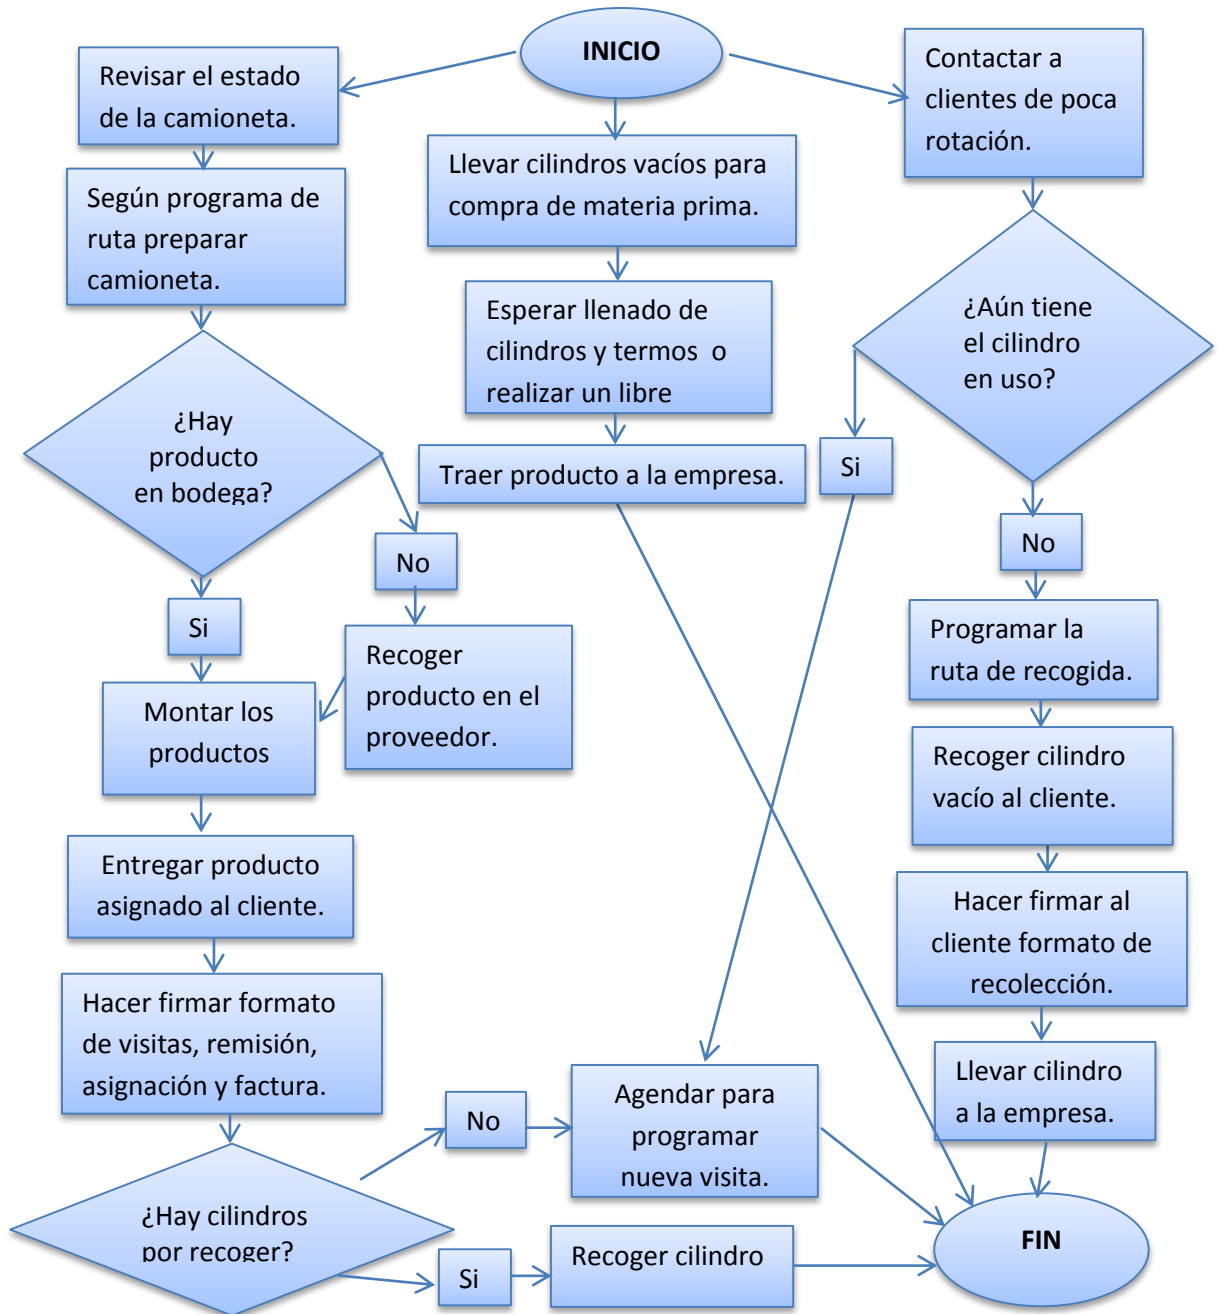 INICIO
Revisar el estado
de la camioneta.
Según programa de
ruta preparar
camioneta.
¿Hay
producto
en bodega?
No
Si
Recoger
producto en el
proveedor.
Montar los
productos
Entregar producto
asignado al cliente.
Hacer firmar formato
de visitas, remisión,
asignación y factura.
¿Hay cilindros
por recoger?
No
Si
Recoger cilindro
Agendar para
programar
nueva visita.
Llevar cilindros vacíos para
compra de materia prima.
Esperar llenado de
cilindros y termos o
realizar un libre
Traer producto a la empresa.
Contactar a
clientes de poca
rotación.
¿Aún tiene
el cilindro
en uso?
Si
No
Programar la
ruta de recogida.
Recoger cilindro
vacío al cliente.
Hacer firmar al
cliente formato de
recolección.
Llevar cilindro
a la empresa.
FIN